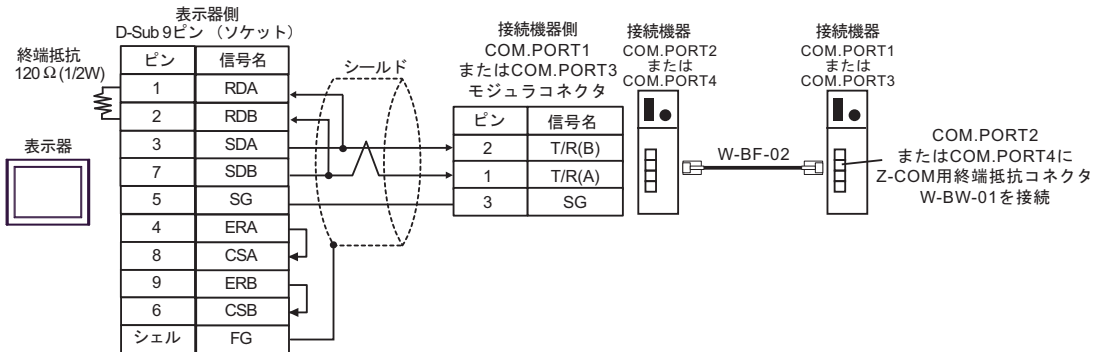 表示器側
D-Sub 9ピン （ソケット）
終端抵抗
120 Ω (1/2W)
表示器
ピン 信号名
1 RDA
2 RDB
3 SDA
7 SDB
5 SG
4 ERA
8 CSA
9 ERB
6 CSB
シェル FG
シールド
接続機器側
COM.PORT1
またはCOM.PORT3
モジュラコネクタ
ピン 信号名
2 T/R(B)
1 T/R(A)
3 SG
接続機器
COM.PORT2
または
COM.PORT4
W-BF-02
接続機器
COM.PORT1
または
COM.PORT3
COM.PORT2
またはCOM.PORT4に
Z-COM用終端抵抗コネクタ
W-BW-01を接続